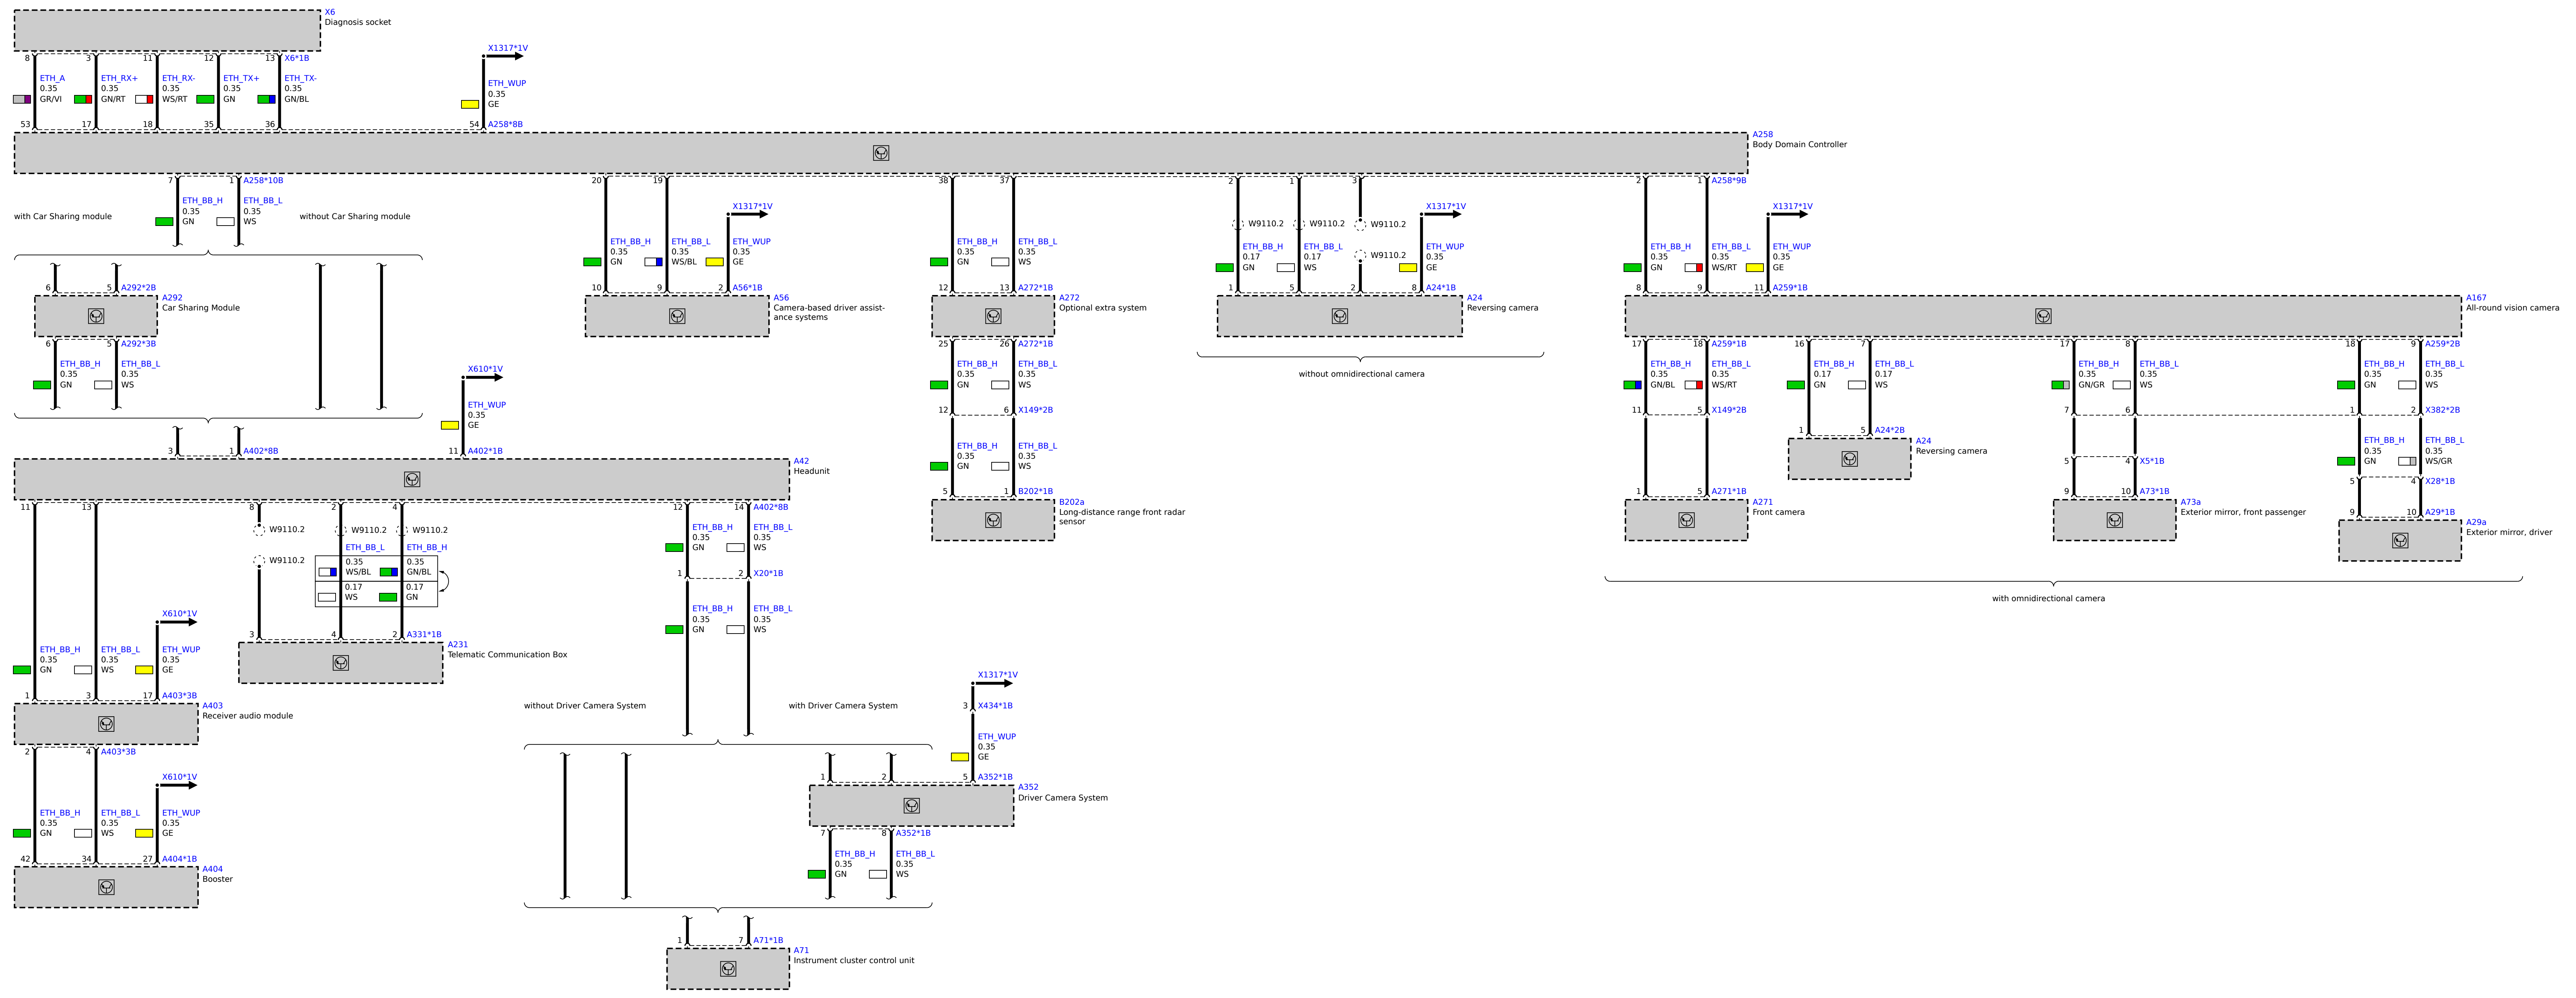 X6
Diagnosis socket
8 3 11 12 13 X6*1B
X1317*1V
ETH_A ETH_RX+ ETH_RX- ETH_TX+ ETH_TX- ETH_WUP
0.35 0.35 0.35 0.35 0.35 0.35
GR/VI GN/RT WS/RT GN GN/BL GE
53 17 18 35 36 54 A258*8B
A258
Body Domain Controller
7 1 A258*10B 20 19 38 37 2 1 3 2 1 A258*9B
with Car Sharing module
ETH_BB_H ETH_BB_L
0.35 0.35
GN WS
without Car Sharing module
6 5 A292*2B
A292
Car Sharing Module
6 5 A292*3B
ETH_BB_H ETH_BB_L
0.35 0.35
GN WS
X1317*1V
ETH_BB_H ETH_BB_L ETH_WUP
0.35 0.35 0.35
GN WS/BL GE
10 9 2 A56*1B
A56
Camera-based driver assist-
ance systems
ETH_BB_H ETH_BB_L
0.35 0.35
GN WS
12 13 A272*1B
A272
Optional extra system
25 26 A272*1B
ETH_BB_H ETH_BB_L
0.35 0.35
GN WS
12 6 X149*2B
ETH_BB_H ETH_BB_L
0.35 0.35
GN WS
5 1 B202*1B
B202a
Long-distance range front radar
sensor
X1317*1V
W9110.2 W9110.2 W9110.2
W9110.2
ETH_BB_H ETH_BB_L ETH_WUP
0.17 0.17 0.35
GN WS GE
1 5 2 8 A24*1B
A24
Reversing camera
without omnidirectional camera
X1317*1V
ETH_BB_H ETH_BB_L ETH_WUP
0.35 0.35 0.35
GN WS/RT GE
8 9 11 A259*1B
A167
All-round vision camera
17 18 A259*1B 16 7 17 8 18 9 A259*2B
ETH_BB_H ETH_BB_L ETH_BB_H ETH_BB_L ETH_BB_H ETH_BB_L ETH_BB_H ETH_BB_L
0.35 0.35 0.17 0.17 0.35 0.35 0.35 0.35
GN/BL WS/RT GN WS GN/GR WS GN WS
11 5 X149*2B 7 6 1 2 X382*2B
1 5 A24*2B
A24
Reversing camera
ETH_BB_H ETH_BB_L
0.35 0.35
GN WS/GR
5 4 X5*1B
5 4 X28*1B
1 5 A271*1B
A271
Front camera
9 10 A73*1B
A73a
Exterior mirror, front passenger
9 10 A29*1B
A29a
Exterior mirror, driver
with omnidirectional camera
X610*1V
ETH_WUP
0.35
GE
3 1 A402*8B 11 A402*1B
A42
Headunit
11 13 8 2 4 12 14 A402*8B
W9110.2 W9110.2 W9110.2
W9110.2
ETH_BB_L ETH_BB_H
0.35 0.35
WS/BL GN/BL
0.17 0.17
WS GN
3 4 2 A331*1B
A231
Telematic Communication Box
ETH_BB_H ETH_BB_L
0.35 0.35
GN WS
1 2 X20*1B
ETH_BB_H ETH_BB_L
0.35 0.35
GN WS
X610*1V
ETH_BB_H ETH_BB_L ETH_WUP
0.35 0.35 0.35
GN WS GE
1 3 17 A403*3B
A403
Receiver audio module
2 4 A403*3B
X610*1V
ETH_BB_H ETH_BB_L ETH_WUP
0.35 0.35 0.35
GN WS GE
42 34 27 A404*1B
A404
Booster
without Driver Camera System
with Driver Camera System
X1317*1V
3 X434*1B
ETH_WUP
0.35
GE
1 2 5 A352*1B
A352
Driver Camera System
7 8 A352*1B
ETH_BB_H ETH_BB_L
0.35 0.35
GN WS
1 7 A71*1B
A71
Instrument cluster control unit